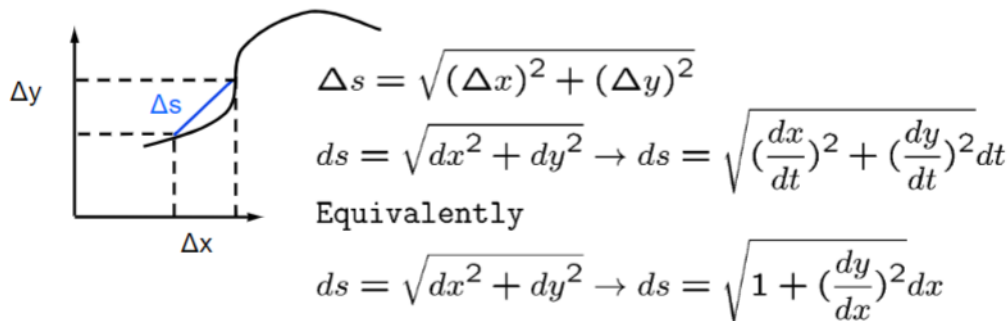 Δy
Δs
Δx
Δs = √((Δx)² + (Δy)²)
ds = √(dx² + dy²) → ds = √((dx/dt)² + (dy/dt)²)dt
Equivalently
ds = √(dx² + dy²) → ds = √(1 + (dy/dx)²)dx